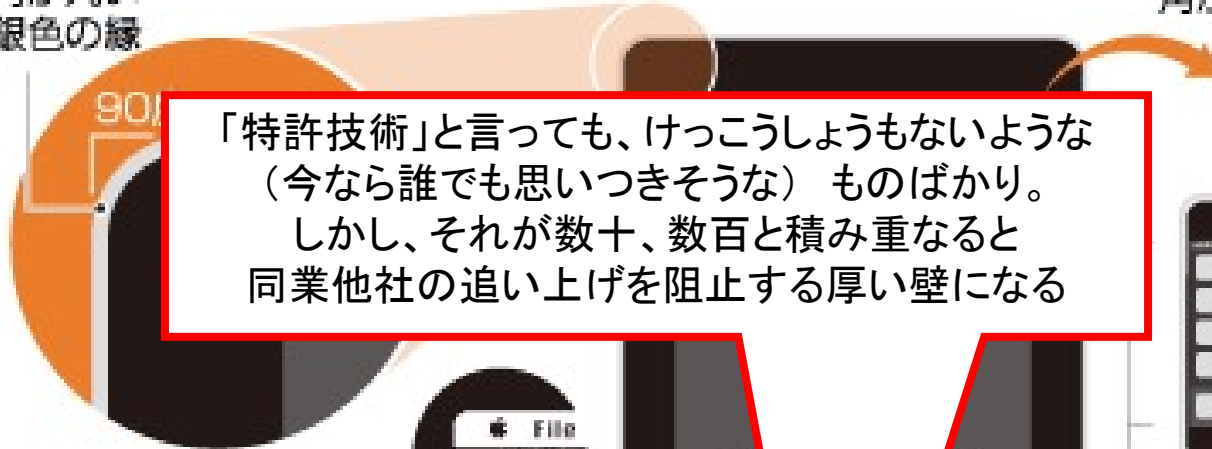 銀色の縁
90
「特許技術」と言っても、けっこうしょうもないような
（今なら誰でも思いつきそうな） ものばかり。
しかし、それが数十、数百と積み重なると
同業他社の追い上げを阻止する厚い壁になる
File